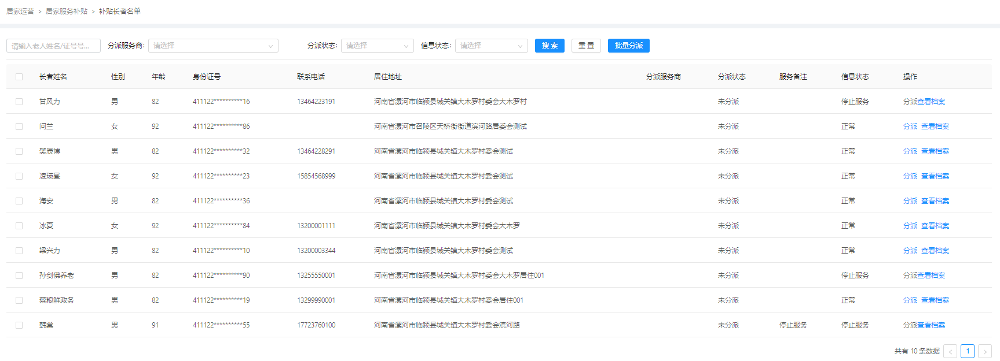 居家运营 > 居家服务补贴 > 补贴长者名单
请输入老人姓名/证号号... 分派服务商: 请选择 分派状态: 请选择 信息状态: 请选择 搜 索 重 置 批量分派
长者姓名 性别 年龄 身份证号 联系电话 居住地址 分派服务商 分派状态 服务备注 信息状态 操作
甘风力 男 82 411122**********16 13464223191 河南省漯河市临颍县城关镇大木罗村委会大木罗村 未分派 停止服务 分派查看档案
问兰 女 92 411122**********86 河南省漯河市召陵区天桥街街道滨河路居委会测试 未分派 正常 分派 查看档案
樊辰博 男 82 411122**********32 13464228291 河南省漯河市临颍县城关镇大木罗村委会测试 未分派 正常 分派 查看档案
凌瑛昼 女 92 411122**********23 15854568999 河南省漯河市临颍县城关镇大木罗村委会测试 未分派 正常 分派 查看档案
海安 男 82 411122**********36 河南省漯河市临颍县城关镇大木罗村委会测试 未分派 正常 分派 查看档案
冰夏 女 92 411122**********84 13200001111 河南省漯河市临颍县城关镇大木罗村委会大木罗 未分派 正常 分派 查看档案
梁兴力 男 82 411122**********10 13200003344 河南省漯河市临颍县城关镇大木罗村委会测试 未分派 正常 分派 查看档案
孙剑佛养老 男 82 411122**********90 13255550001 河南省漯河市临颍县城关镇大木罗村委会大木罗居住001 未分派 停止服务 分派查看档案
蔡粮鲜政务 男 82 411122**********19 13299990001 河南省漯河市临颍县城关镇大木罗村委会居住001 未分派 正常 分派 查看档案
韩棠 男 91 411122**********55 17723760100 河南省漯河市临颍县城关镇大木罗村委会滨河路 未分派 停止服务 停止服务 分派查看档案
共有 10 条数据 < 1 >